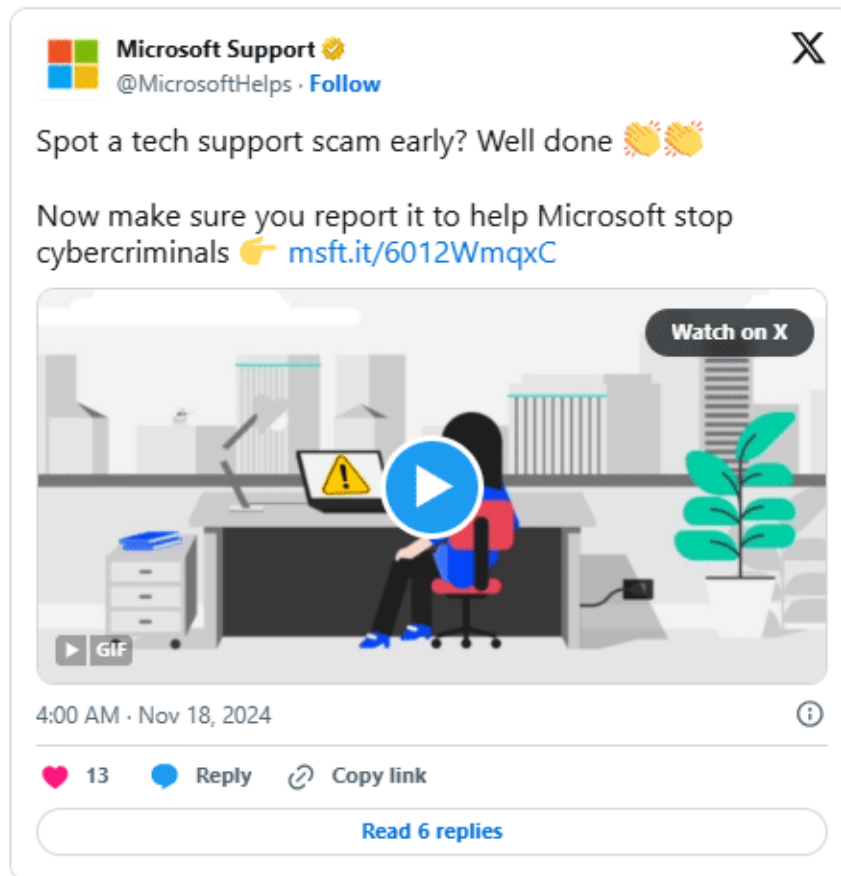 Microsoft Support
@MicrosoftHelps · Follow
Spot a tech support scam early? Well done 👏👏
Now make sure you report it to help Microsoft stop
cybercriminals 👉 msft.it/6012WmqxC
Watch on X
GIF
4:00 AM · Nov 18, 2024
13 Reply Copy link
Read 6 replies